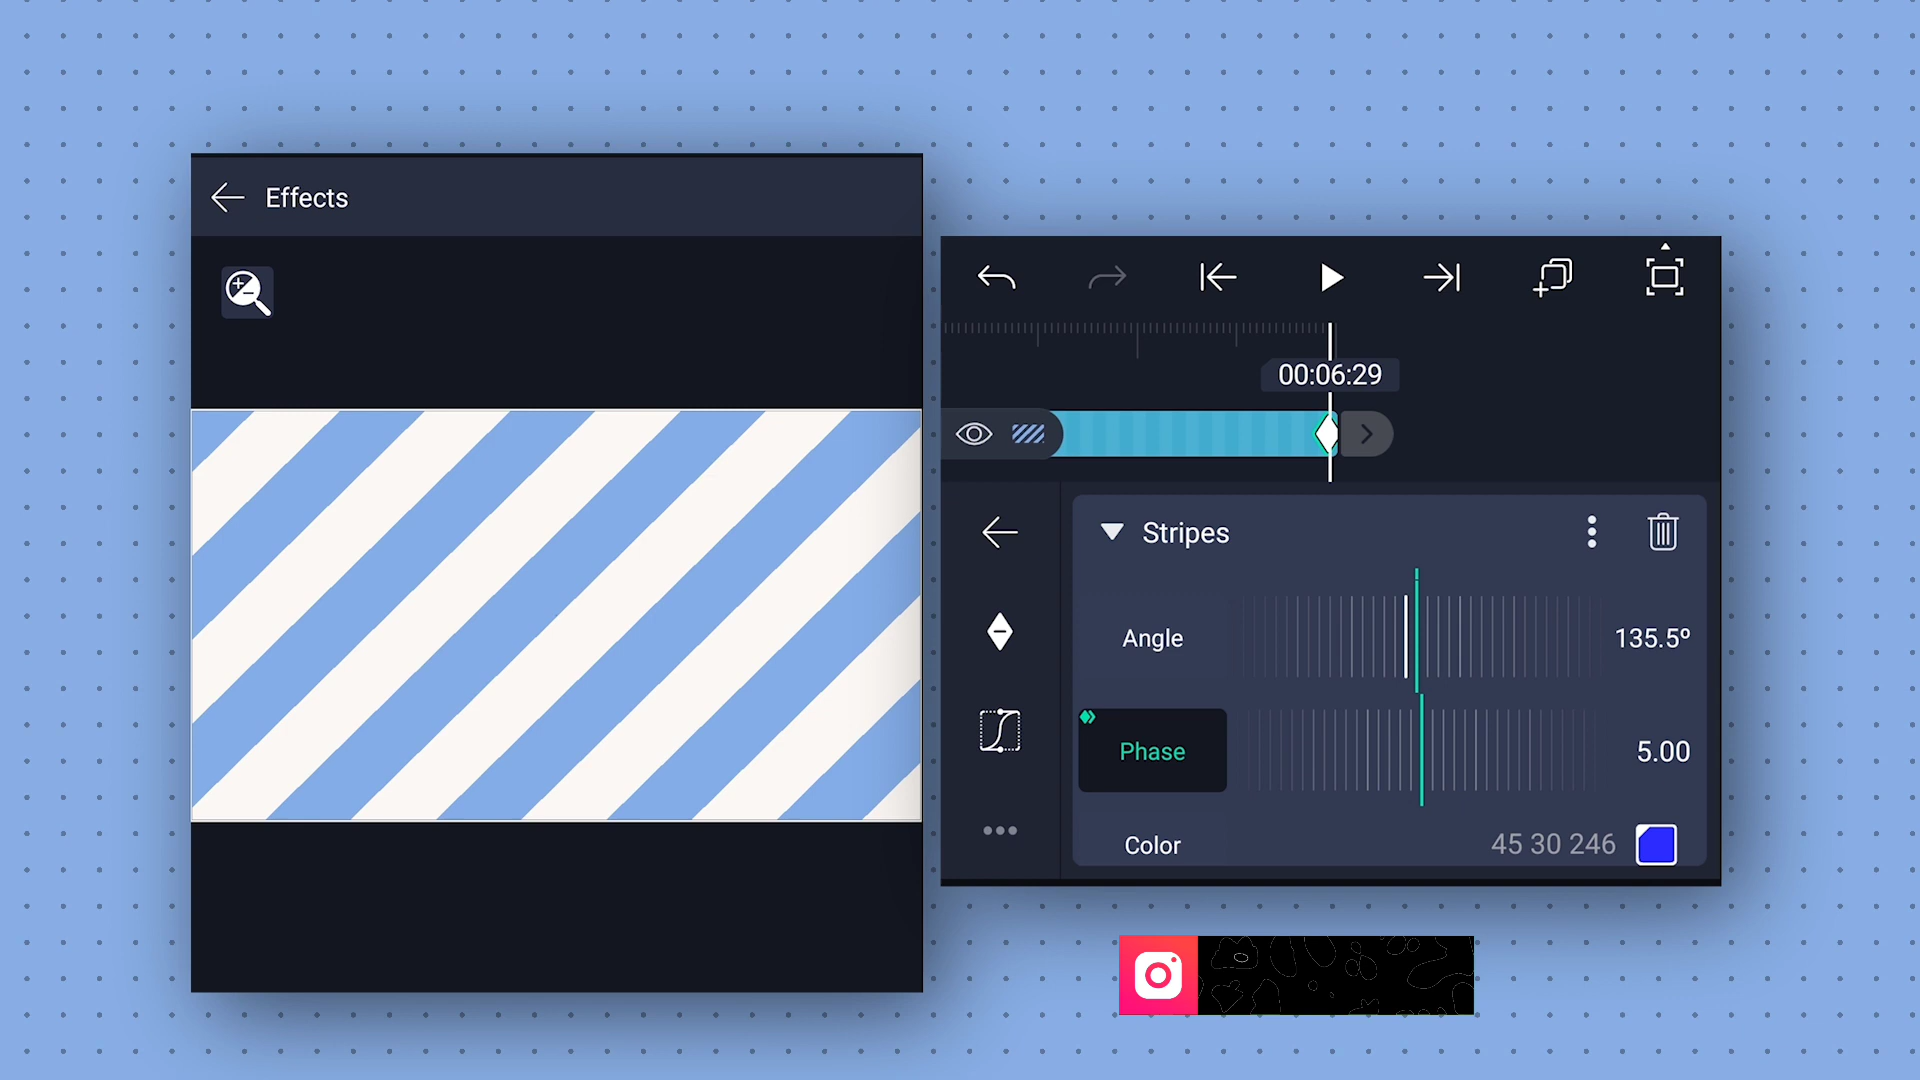 Effects
00:06:29
Stripes
Angle
135.5º
Phase
5.00
Color
45 30 246